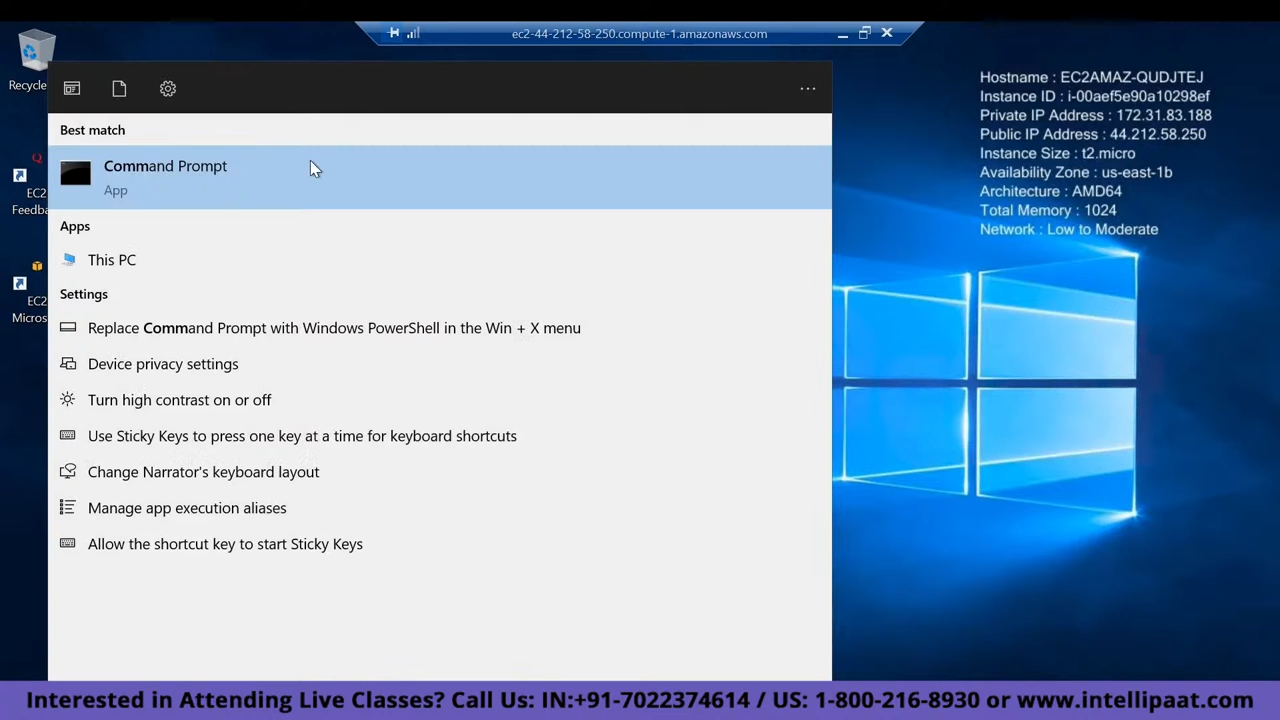 ec2-44-212-58-250.compute-1.amazonaws.com
Recycle
Hostname : EC2AMAZ-QUDJTEJ
Instance ID : i-00aef5e90a10298ef
Private IP Address : 172.31.83.188
Public IP Address : 44.212.58.250
Instance Size : t2.micro
Availability Zone : us-east-1b
Architecture : AMD64
Total Memory : 1024
Network : Low to Moderate
...
Best match
Command Prompt
App
Apps
This PC
Settings
Replace Command Prompt with Windows PowerShell in the Win + X menu
Device privacy settings
Turn high contrast on or off
Use Sticky Keys to press one key at a time for keyboard shortcuts
Change Narrator's keyboard layout
Manage app execution aliases
Allow the shortcut key to start Sticky Keys
EC2
Feedba
EC2
Micros
Interested in Attending Live Classes? Call Us: IN:+91-7022374614 / US: 1-800-216-8930 or www.intellipaat.com